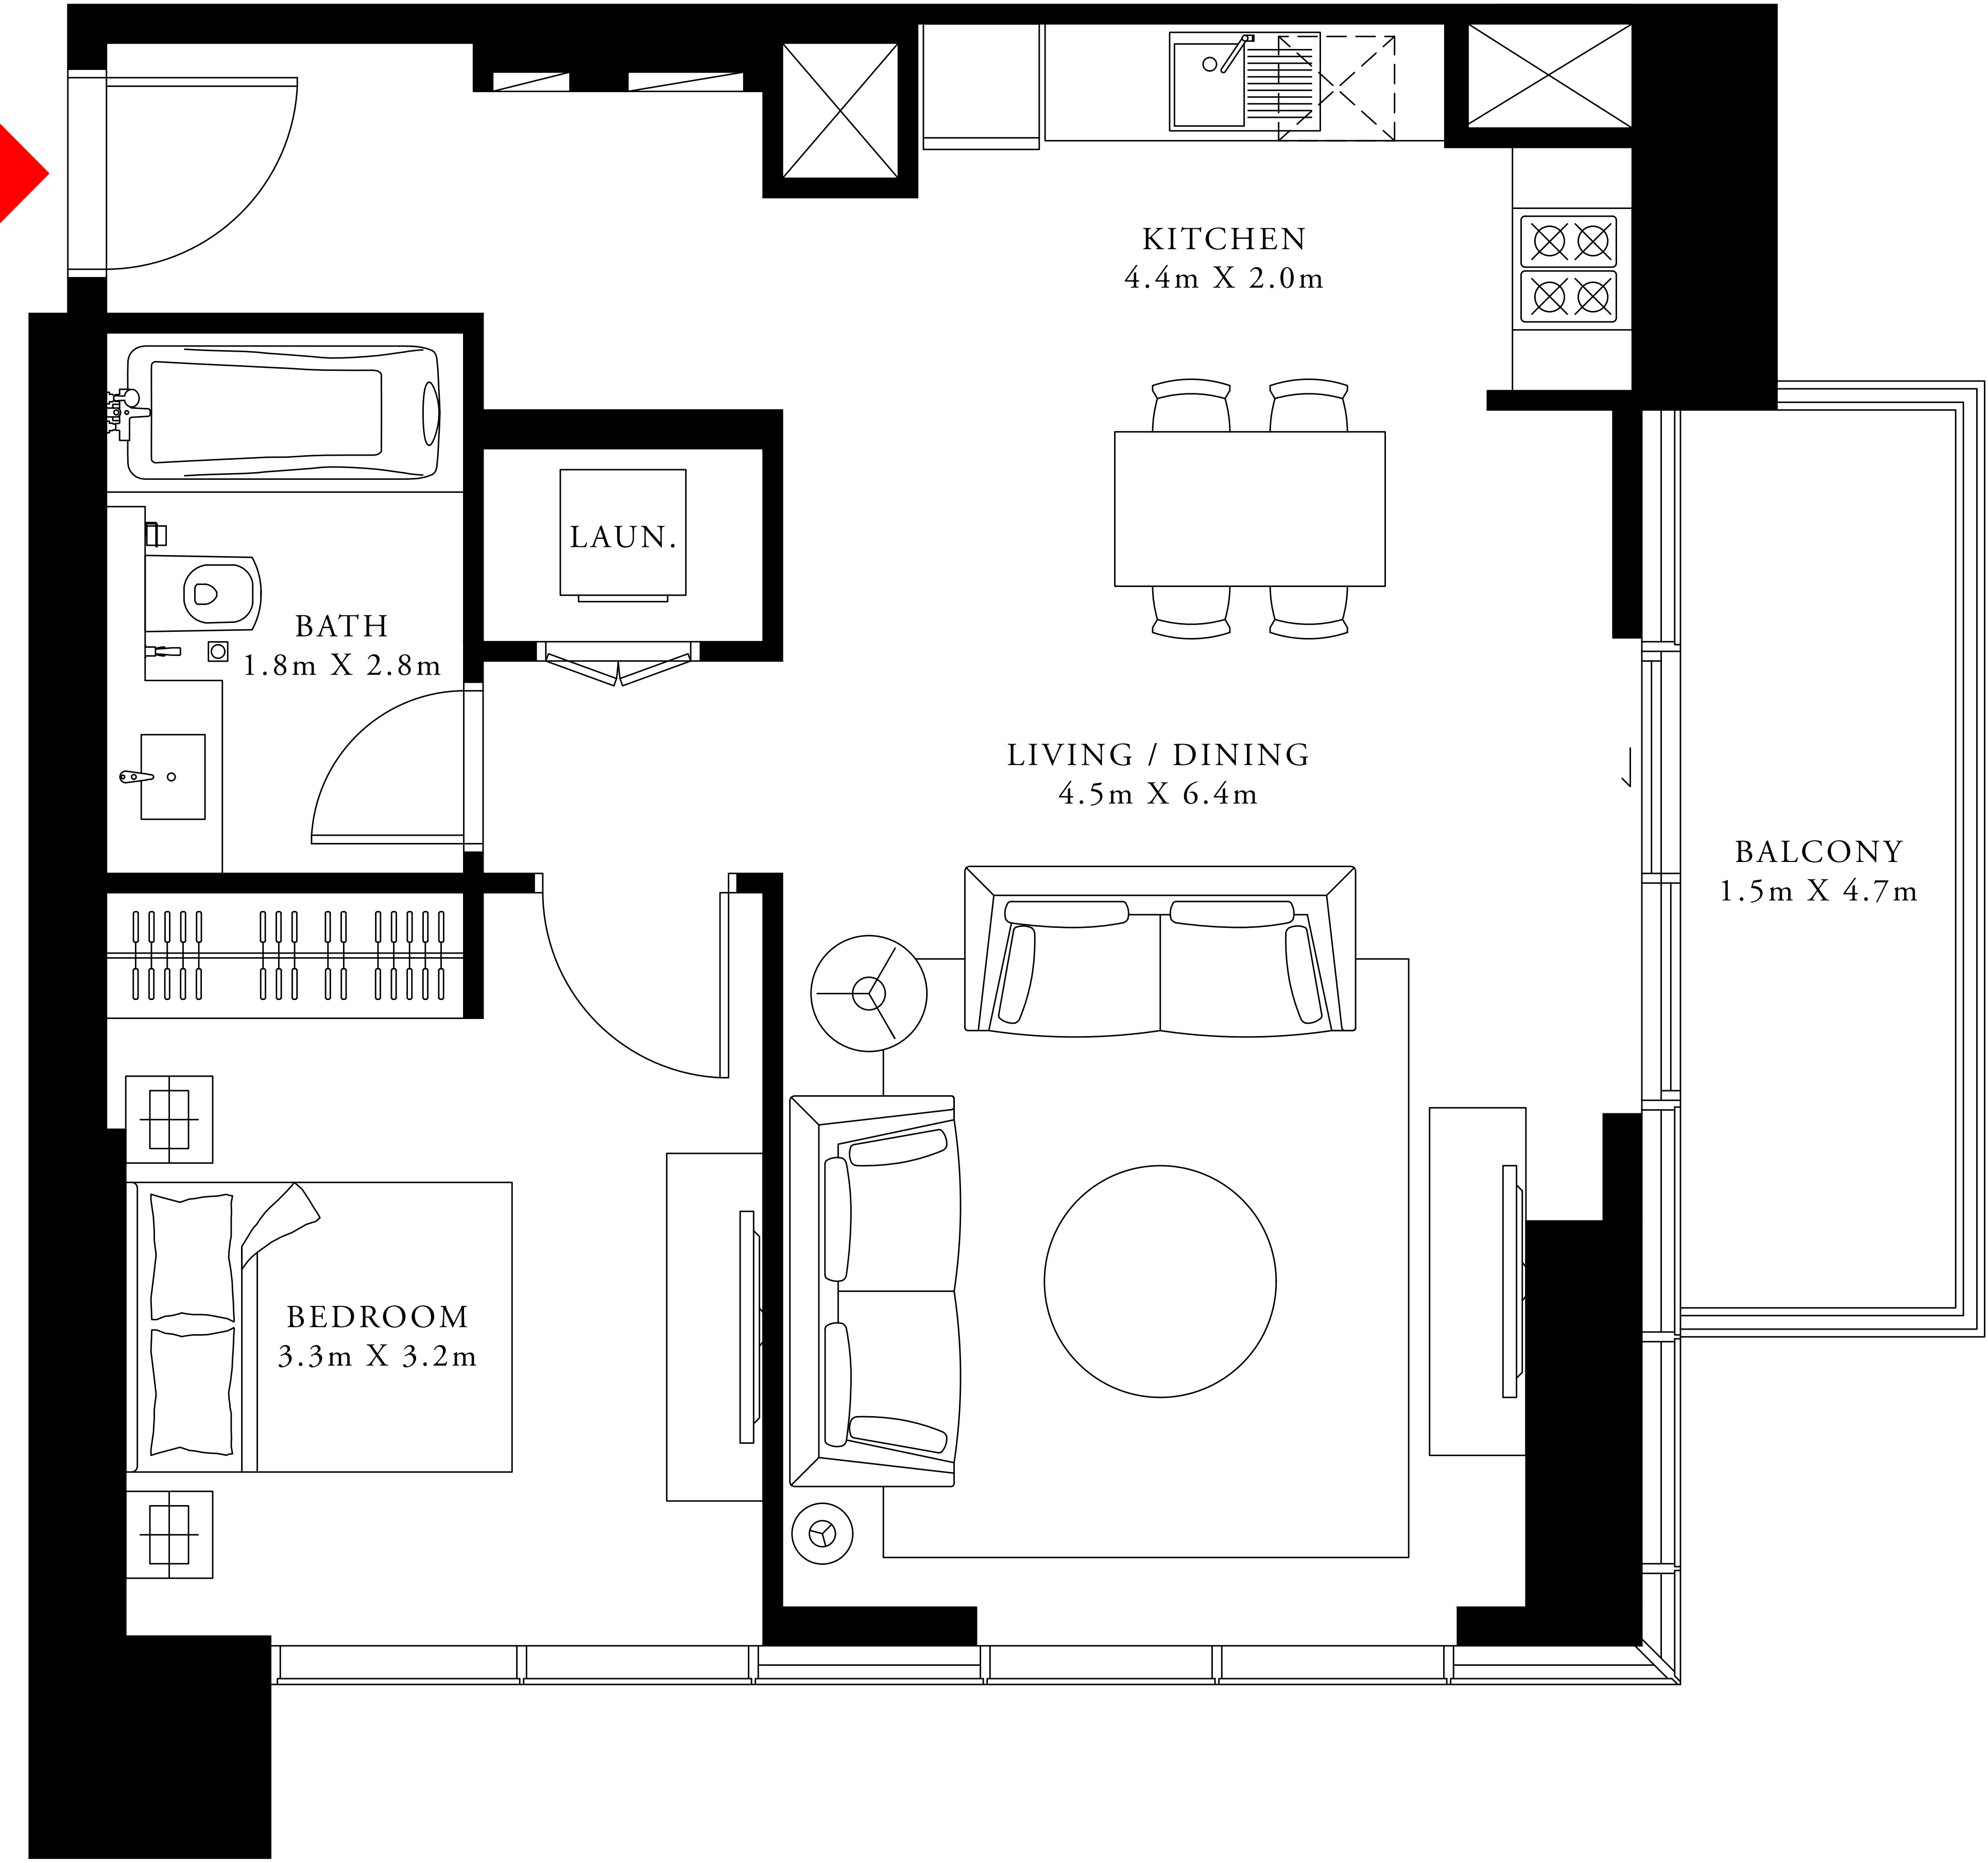 KITCHEN
4.4m X 2.0m
LAUN.
BATH
1.8m X 2.8m
LIVING / DINING
4.5m X 6.4m
BALCONY
1.5m X 4.7m
BEDROOM
3.3m X 3.2m